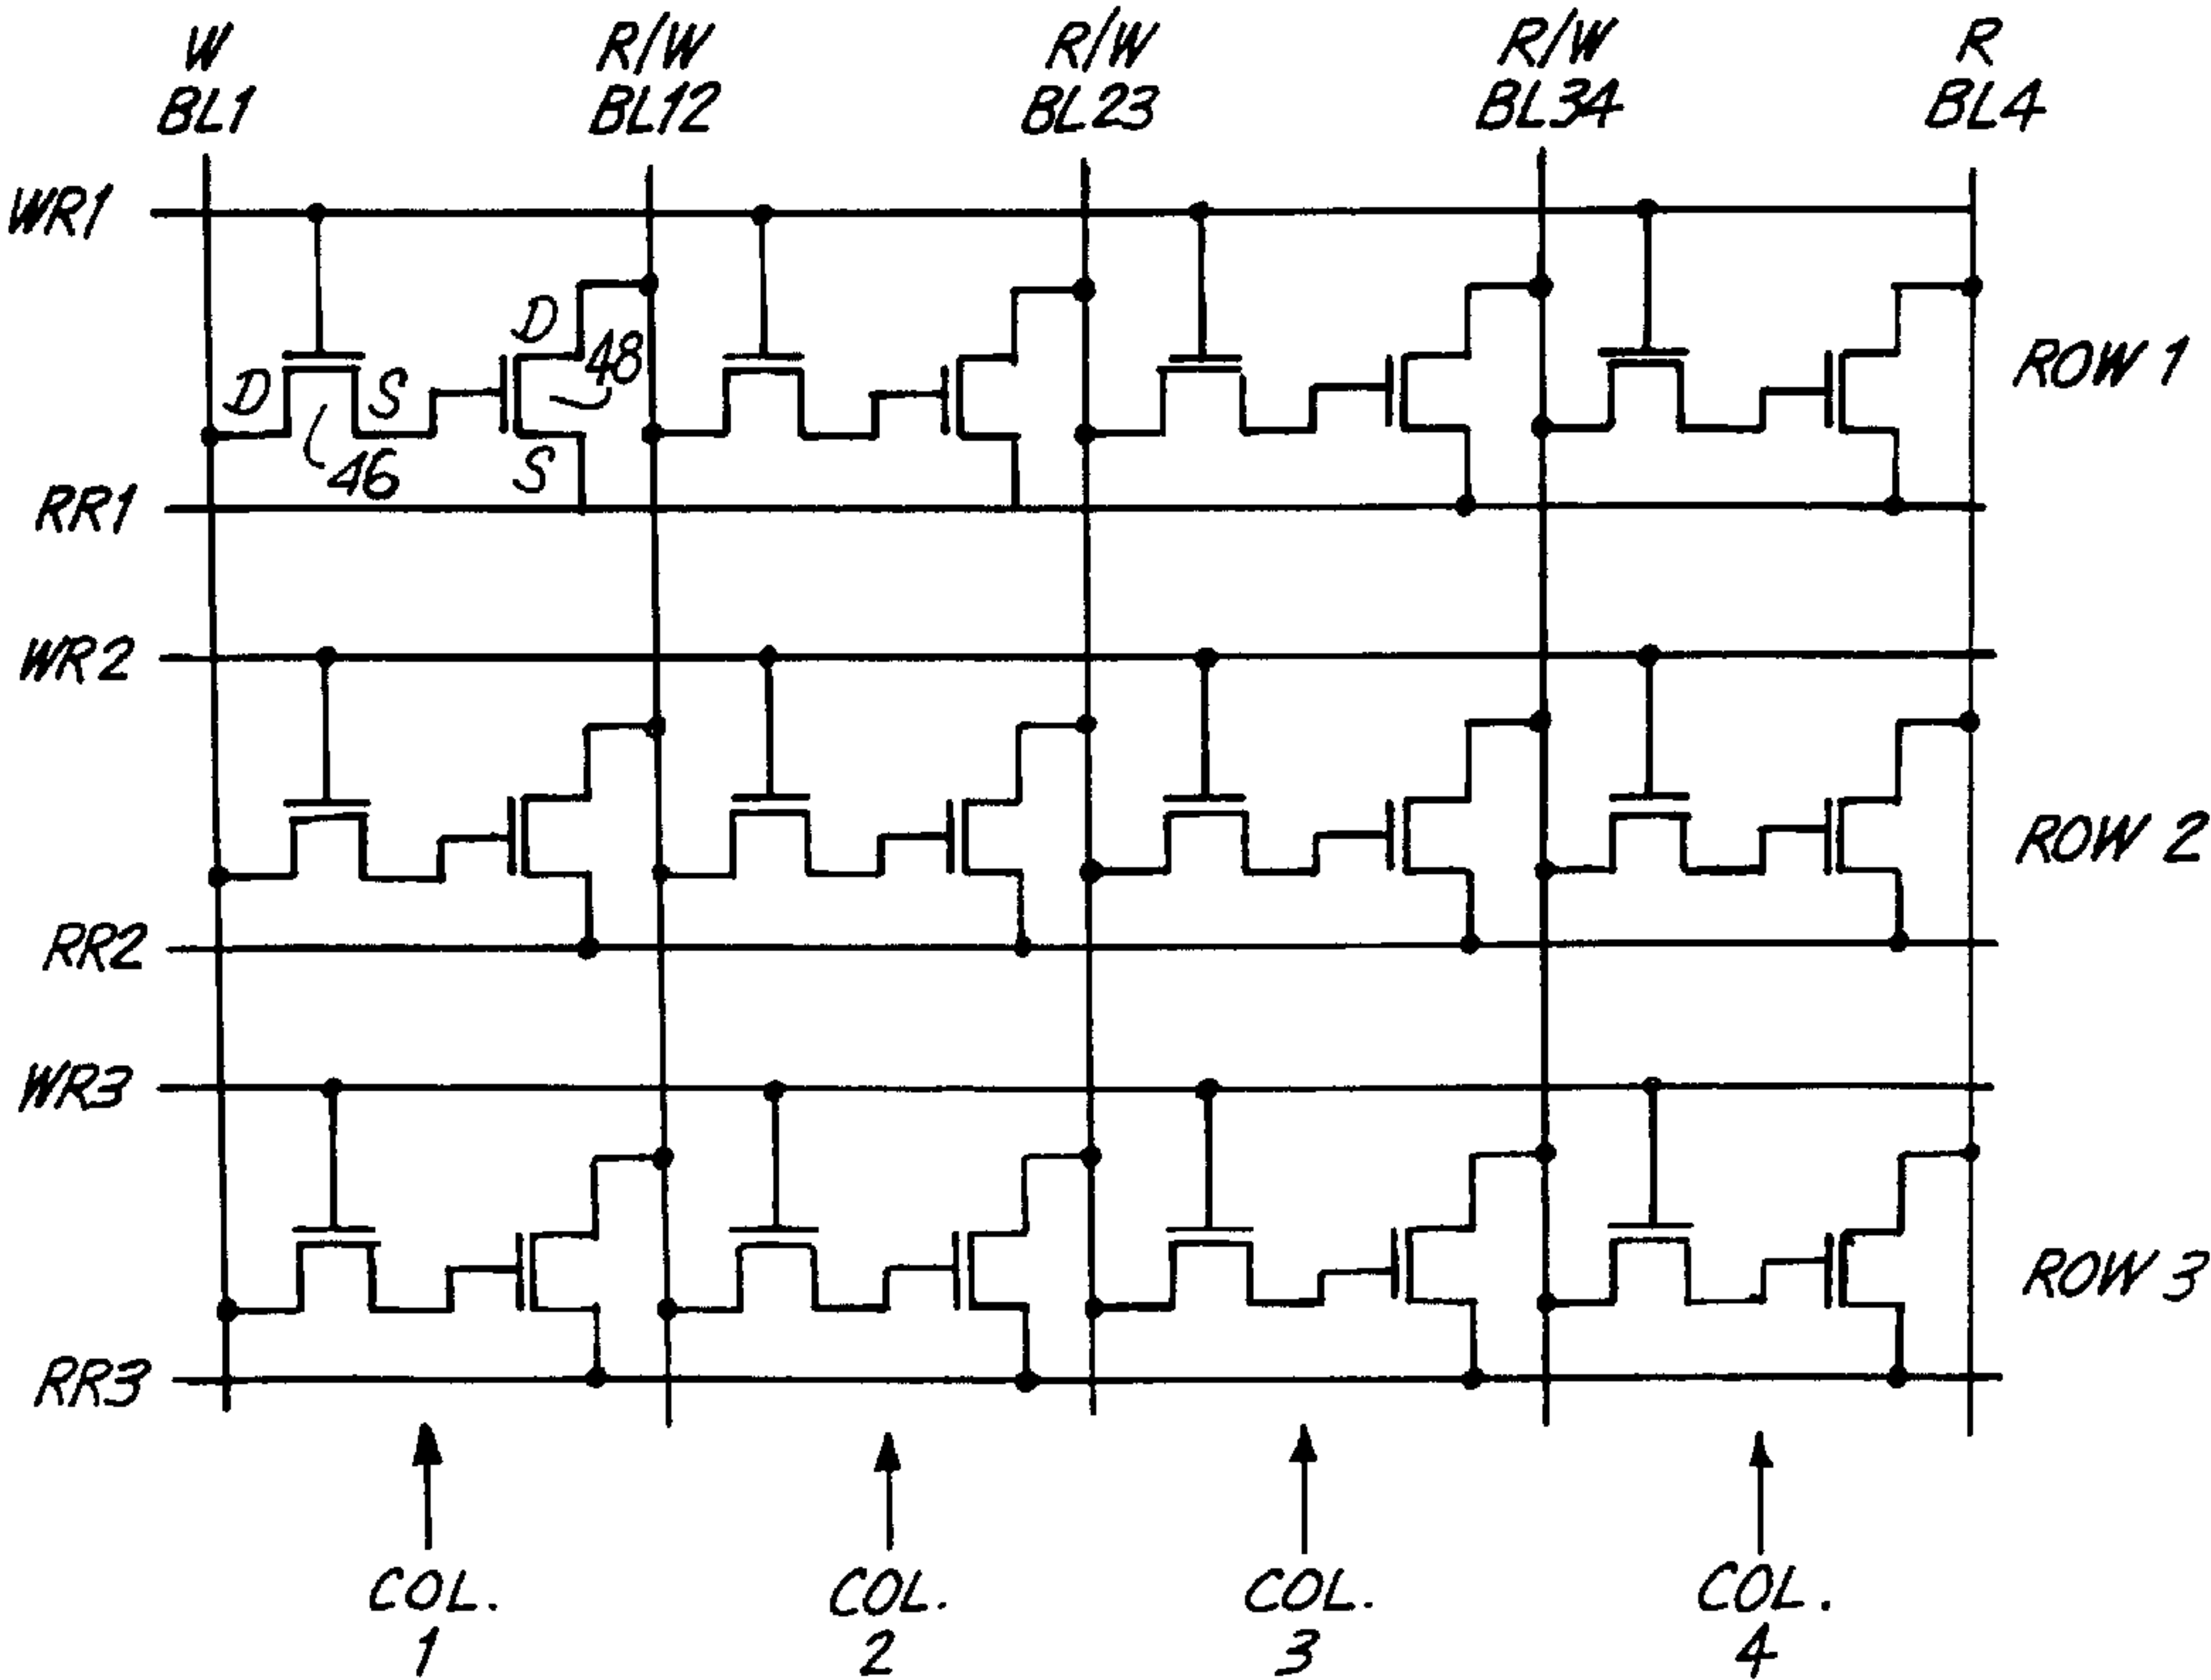 W R/W R/W R/W R
BL1 BL12 BL23 BL34 BL4
WR1
D 48
D S ROW 1
46 S
RR1
WR2
ROW 2
RR2
WR3
ROW 3
RR3
COL. COL. COL. COL.
1 2 3 4